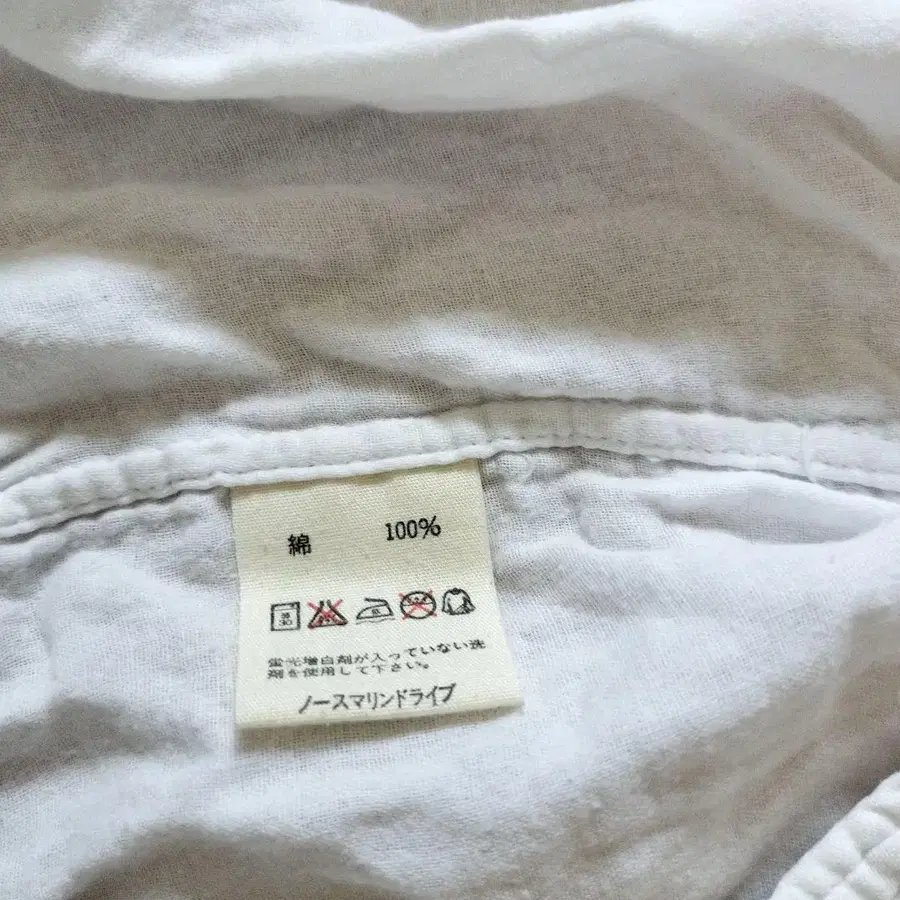 綿 100%
蛍光増白剤が入っていない洗
剤を使用して下さい。
ノースマリンドライブ